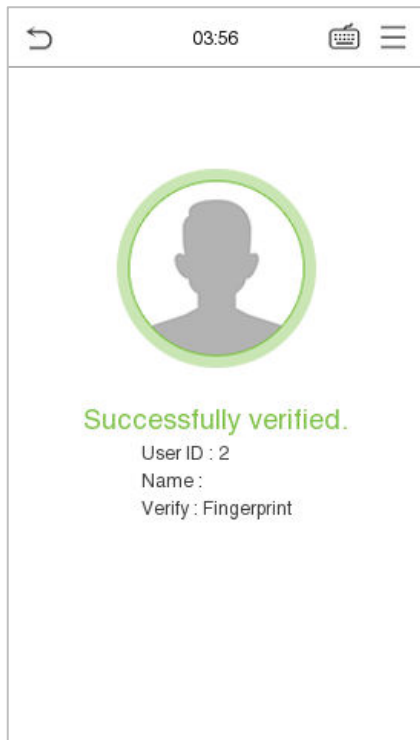 03:56
Successfully verified.
User ID : 2
Name :
Verify : Fingerprint